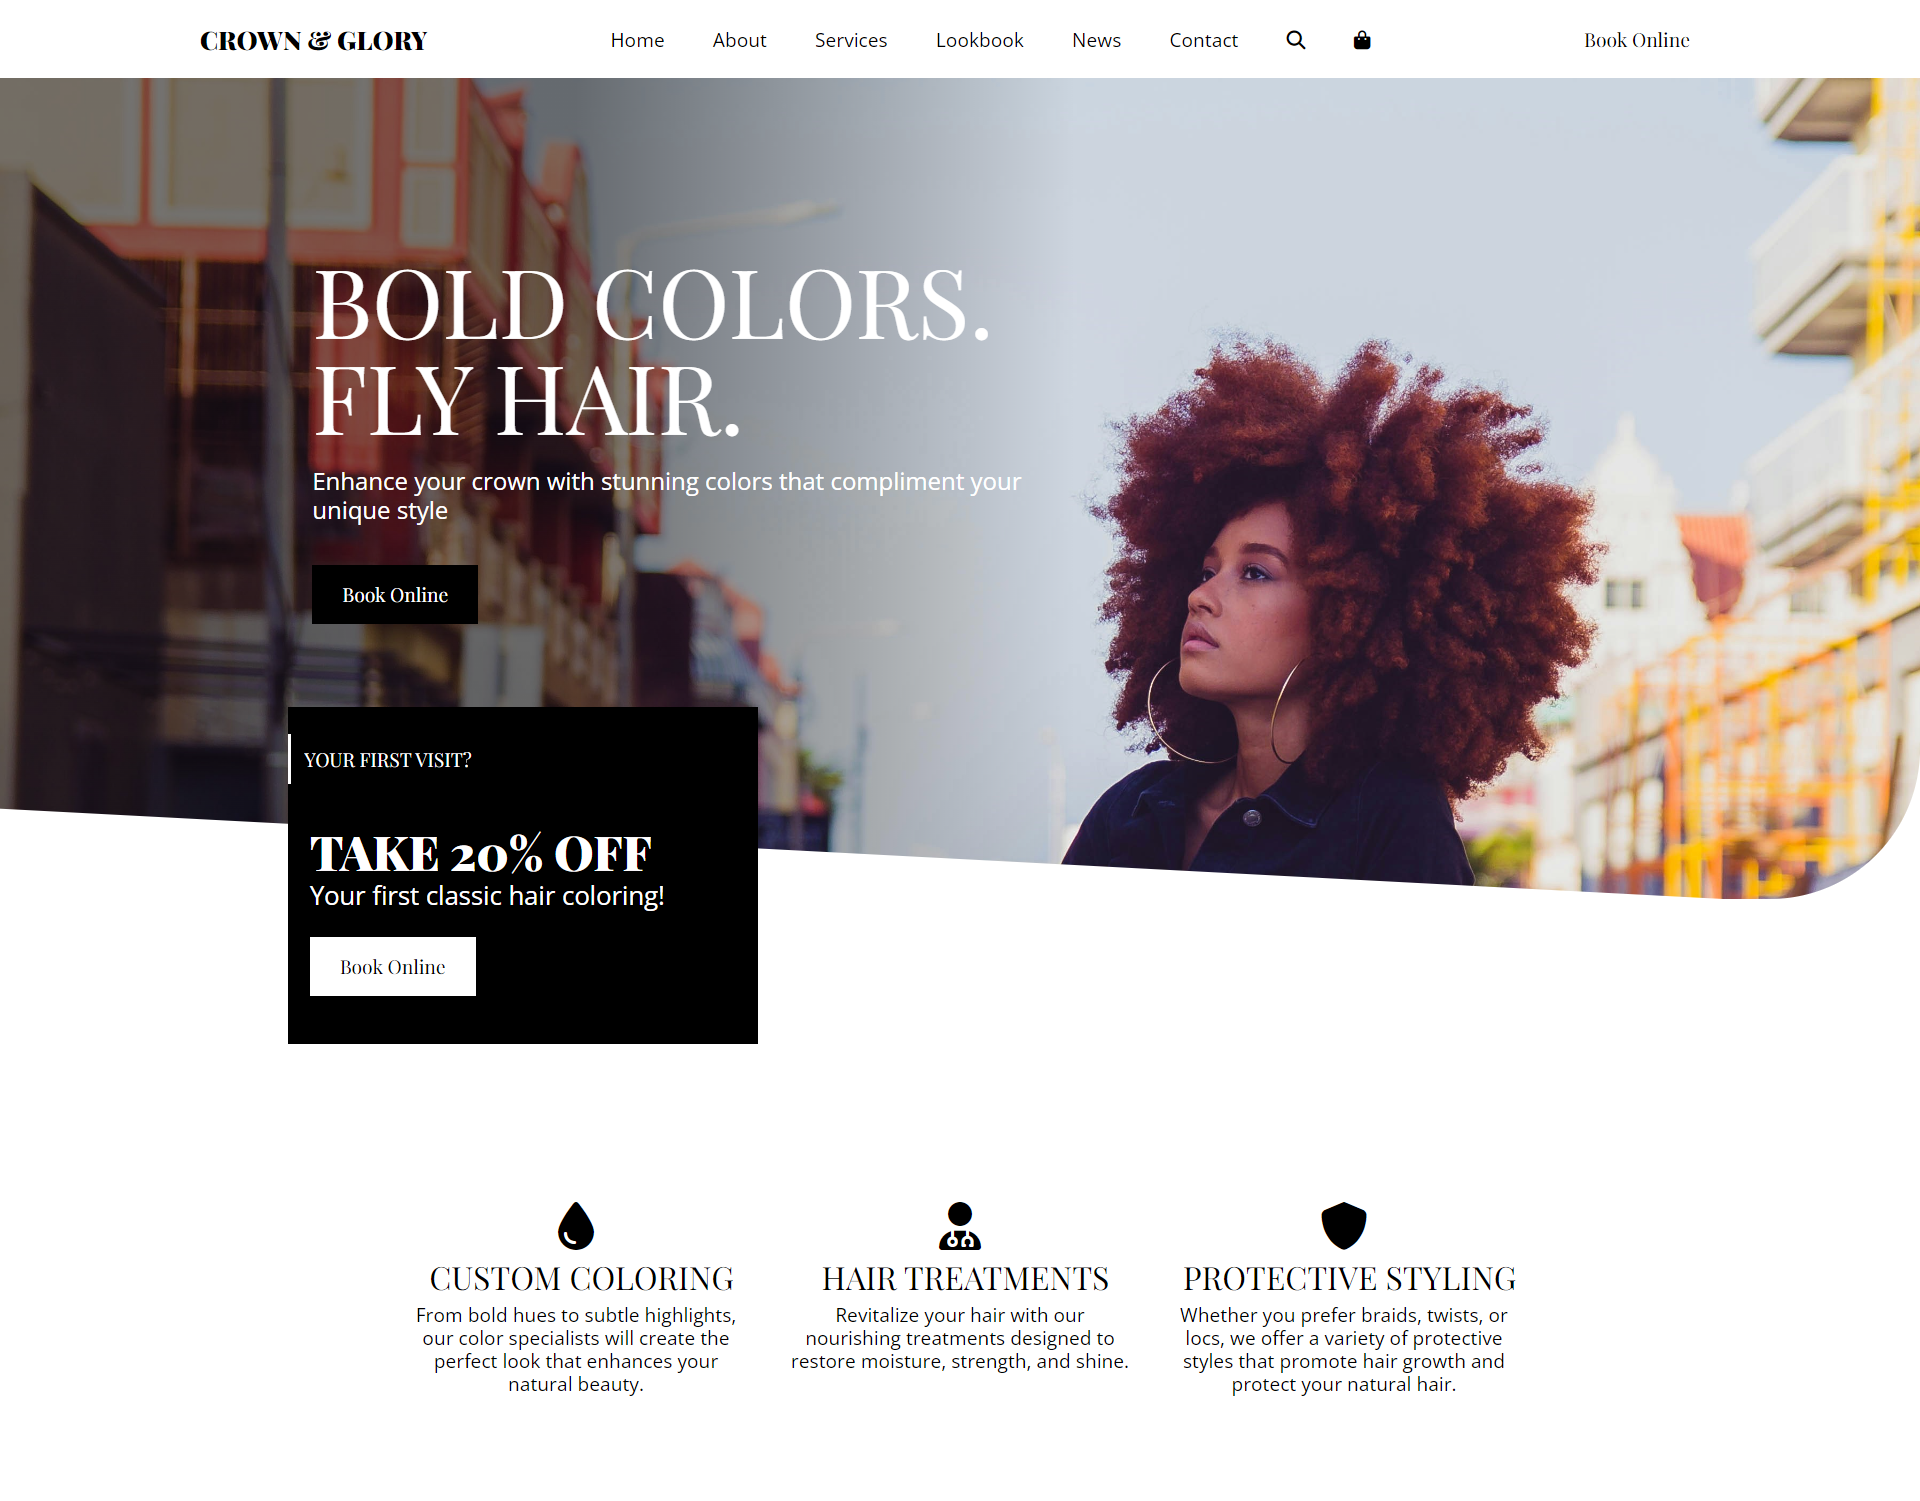 CROWN & GLORY
Home
About
Services
Lookbook
News
Contact
Book Online
BOLD COLORS.
FLY HAIR.
Enhance your crown with stunning colors that compliment your
unique style
Book Online
YOUR FIRST VISIT?
TAKE 20% OFF
Your first classic hair coloring!
Book Online
CUSTOM COLORING
From bold hues to subtle highlights,
our color specialists will create the
perfect look that enhances your
natural beauty.
HAIR TREATMENTS
Revitalize your hair with our
nourishing treatments designed to
restore moisture, strength, and shine.
PROTECTIVE STYLING
Whether you prefer braids, twists, or
locs, we offer a variety of protective
styles that promote hair growth and
protect your natural hair.